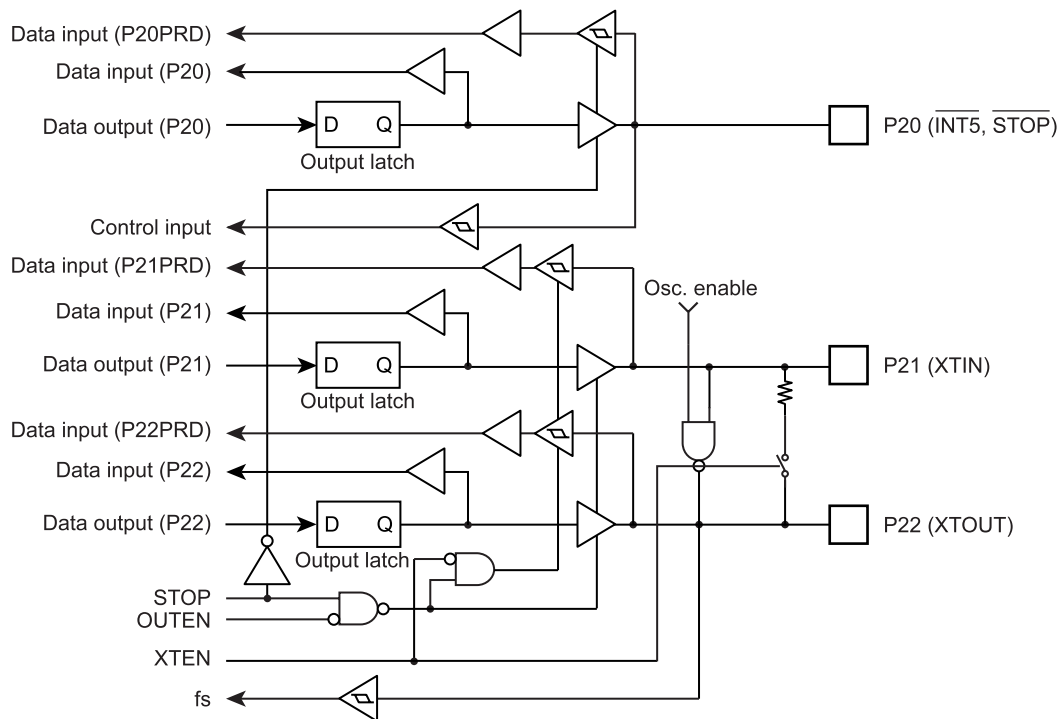 Data input (P20PRD)
Data input (P20)
Data output (P20)
D Q
Output latch
P20 (INT5, STOP)
Control input
Data input (P21PRD)
Osc. enable
Data input (P21)
Data output (P21)
D Q
Output latch
P21 (XTIN)
Data input (P22PRD)
Data input (P22)
Data output (P22)
D Q
Output latch
P22 (XTOUT)
STOP
OUTEN
XTEN
fs